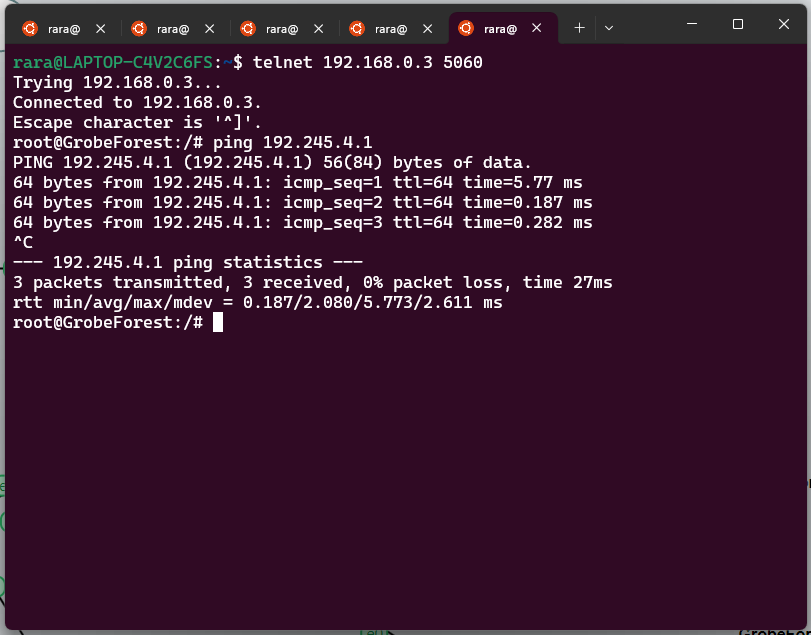 rara@ rara@ rara@ rara@ rara@
rara@LAPTOP-C4V2C6FS:~$ telnet 192.168.0.3 5060
Trying 192.168.0.3...
Connected to 192.168.0.3.
Escape character is '^]'.
root@GrobeForest:/# ping 192.245.4.1
PING 192.245.4.1 (192.245.4.1) 56(84) bytes of data.
64 bytes from 192.245.4.1: icmp_seq=1 ttl=64 time=5.77 ms
64 bytes from 192.245.4.1: icmp_seq=2 ttl=64 time=0.187 ms
64 bytes from 192.245.4.1: icmp_seq=3 ttl=64 time=0.282 ms
^C
--- 192.245.4.1 ping statistics ---
3 packets transmitted, 3 received, 0% packet loss, time 27ms
rtt min/avg/max/mdev = 0.187/2.080/5.773/2.611 ms
root@GrobeForest:/#